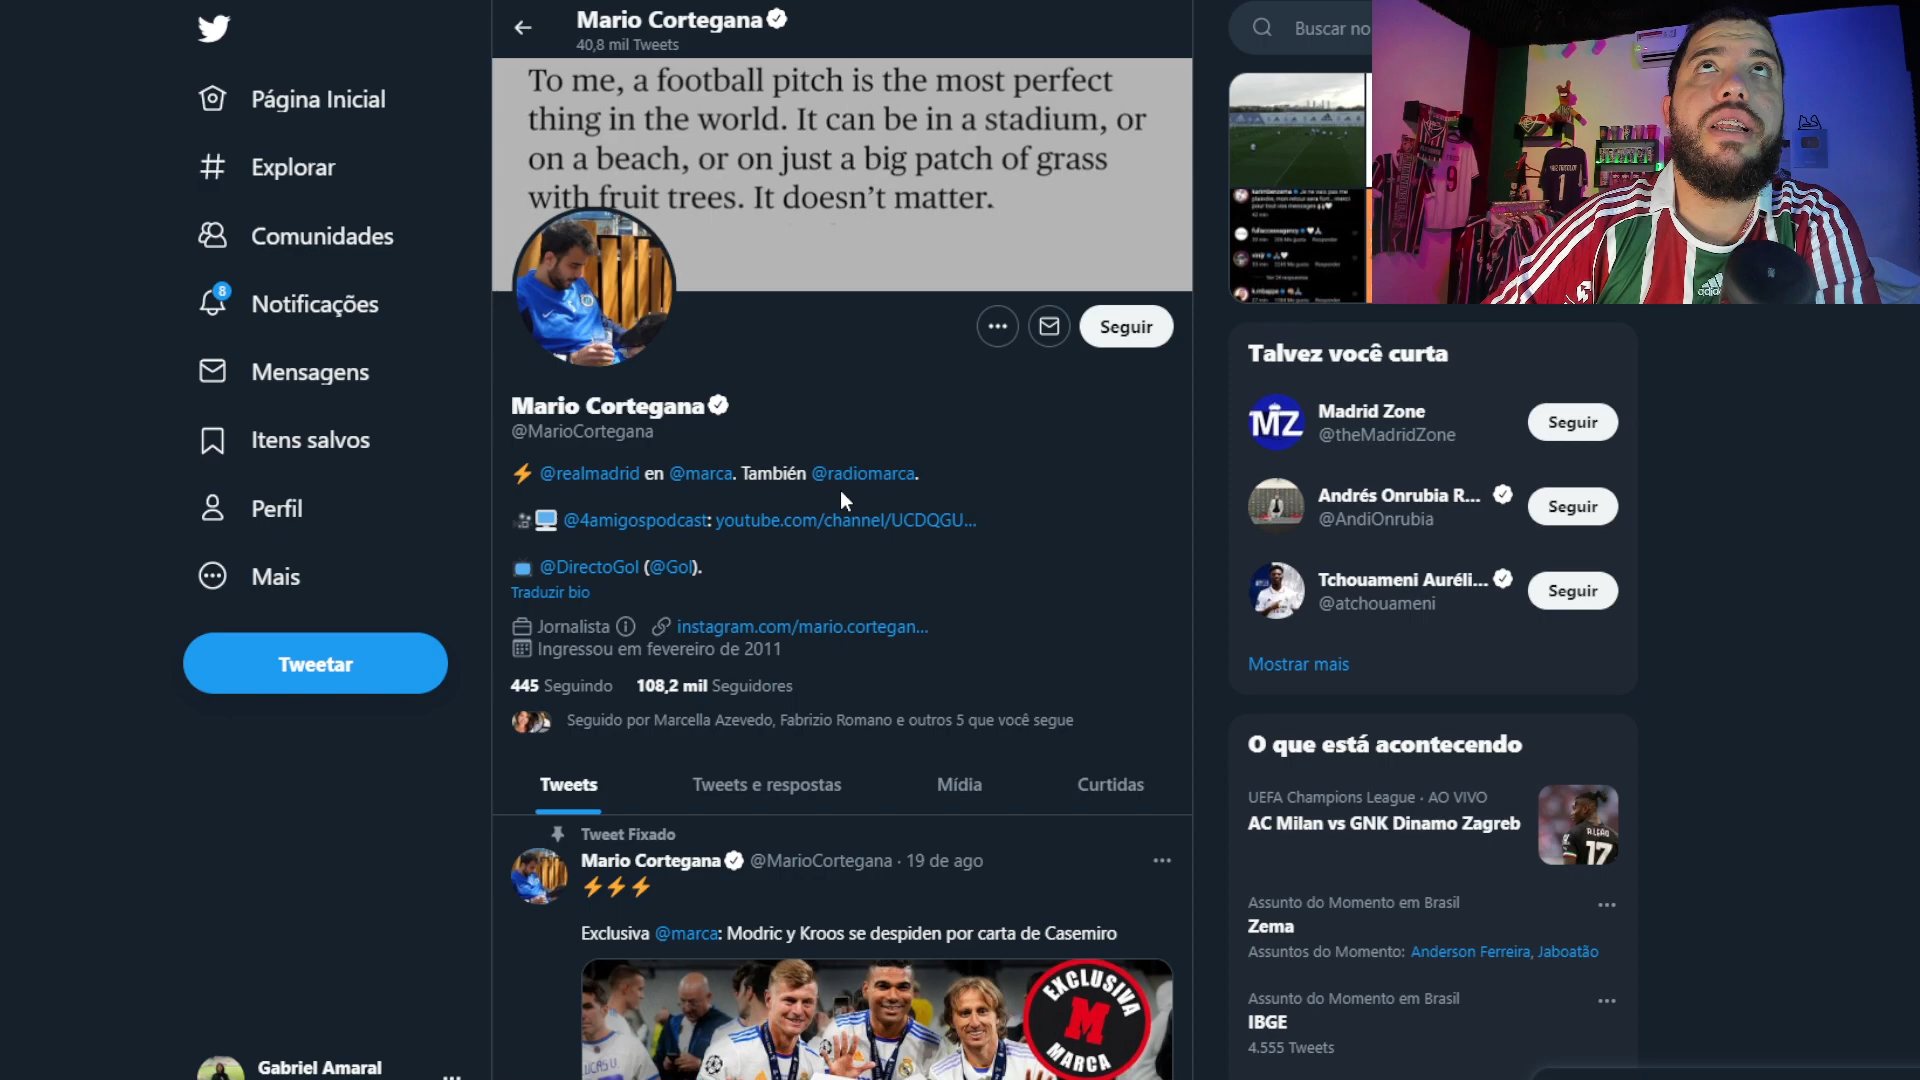 Página Inicial
Explorar
Comunidades
8
Notificações
Mensagens
Itens salvos
Perfil
Mais
Tweetar
Gabriel Amaral
Mario Cortegana
40,8 mil Tweets
To me, a football pitch is the most perfect
thing in the world. It can be in a stadium, or
on a beach, or on just a big patch of grass
with fruit trees. It doesn’t matter.
Seguir
Mario Cortegana
@MarioCortegana
⚡ @realmadrid en @marca. También @radiomarca.
@4amigospodcast: youtube.com/channel/UCDQGU...
@DirectoGol (@Gol).
Traduzir bio
Jornalista instagram.com/mario.cortegan...
Ingressou em fevereiro de 2011
445 Seguindo 108,2 mil Seguidores
Seguido por Marcella Azevedo, Fabrizio Romano e outros 5 que você segue
Tweets Tweets e respostas Mídia Curtidas
Tweet Fixado
Mario Cortegana @MarioCortegana · 19 de ago
⚡⚡⚡
Exclusiva @marca: Modric y Kroos se despiden por carta de Casemiro
EXCLUSIVA
M
MARCA
Buscar no
9
1
adidas
Talvez você curta
MZ
Madrid Zone
@theMadridZone
Seguir
Andrés Onrubia R...
@AndiOnrubia
Seguir
Tchouameni Auréli...
@atchouameni
Seguir
Mostrar mais
O que está acontecendo
UEFA Champions League · AO VIVO
AC Milan vs GNK Dinamo Zagreb
R.LEÃO
17
Assunto do Momento em Brasil
Zema
Assuntos do Momento: Anderson Ferreira, Jaboatão
Assunto do Momento em Brasil
IBGE
4.555 Tweets